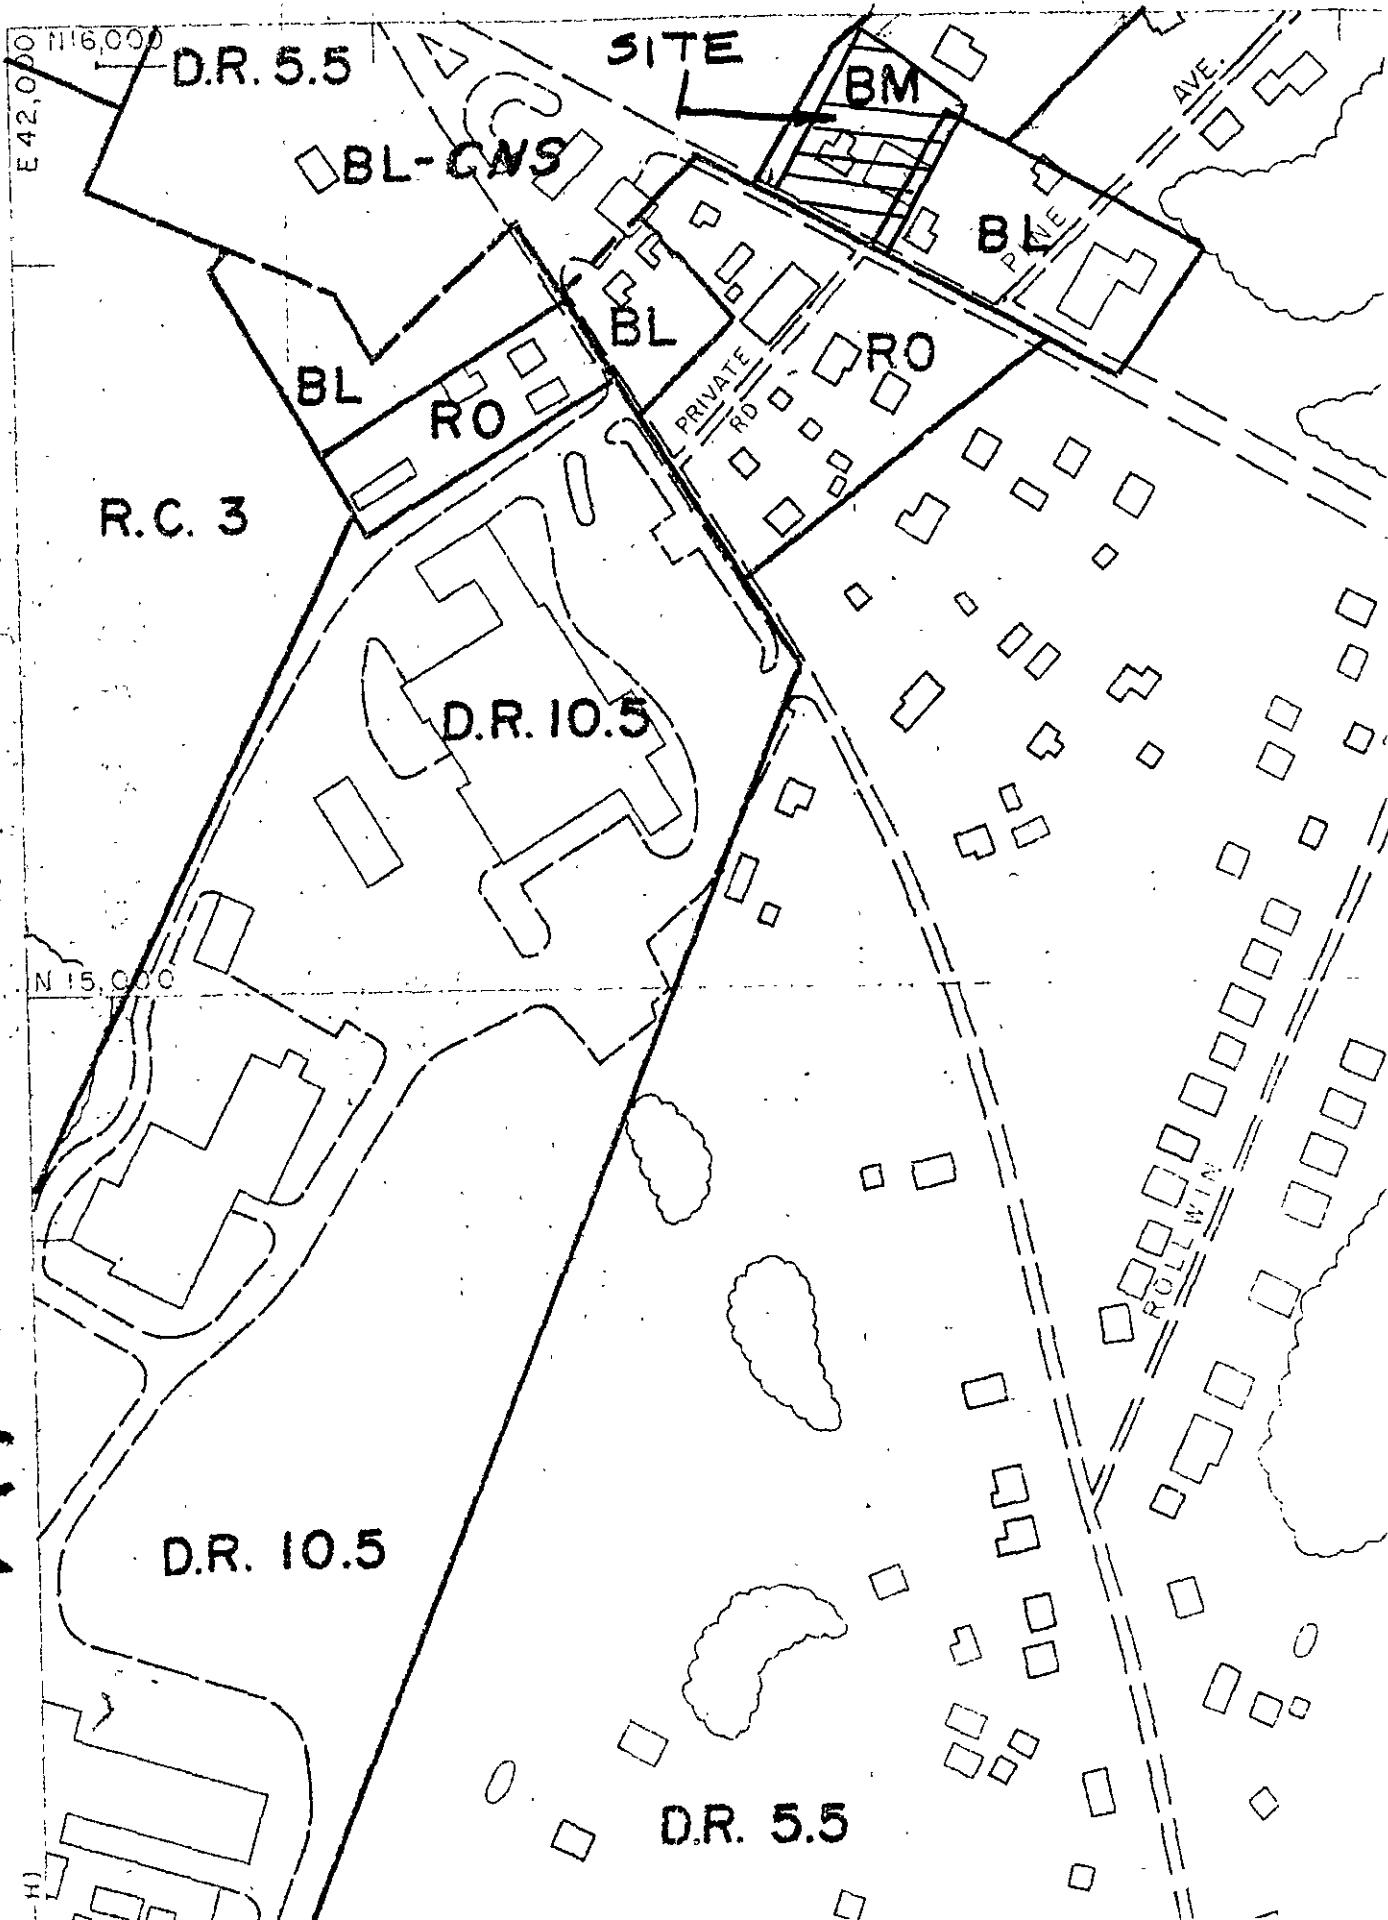 N 16,000
E 42,000
D.R. 5.5
SITE
BM
AVE.
BL-CNS
BL
PINE
BL
RO
PRIVATE
RD
BL
RO
R.C. 3
D.R. 10.5
N 15,000
ROLLWIN
D.R. 10.5
D.R. 5.5